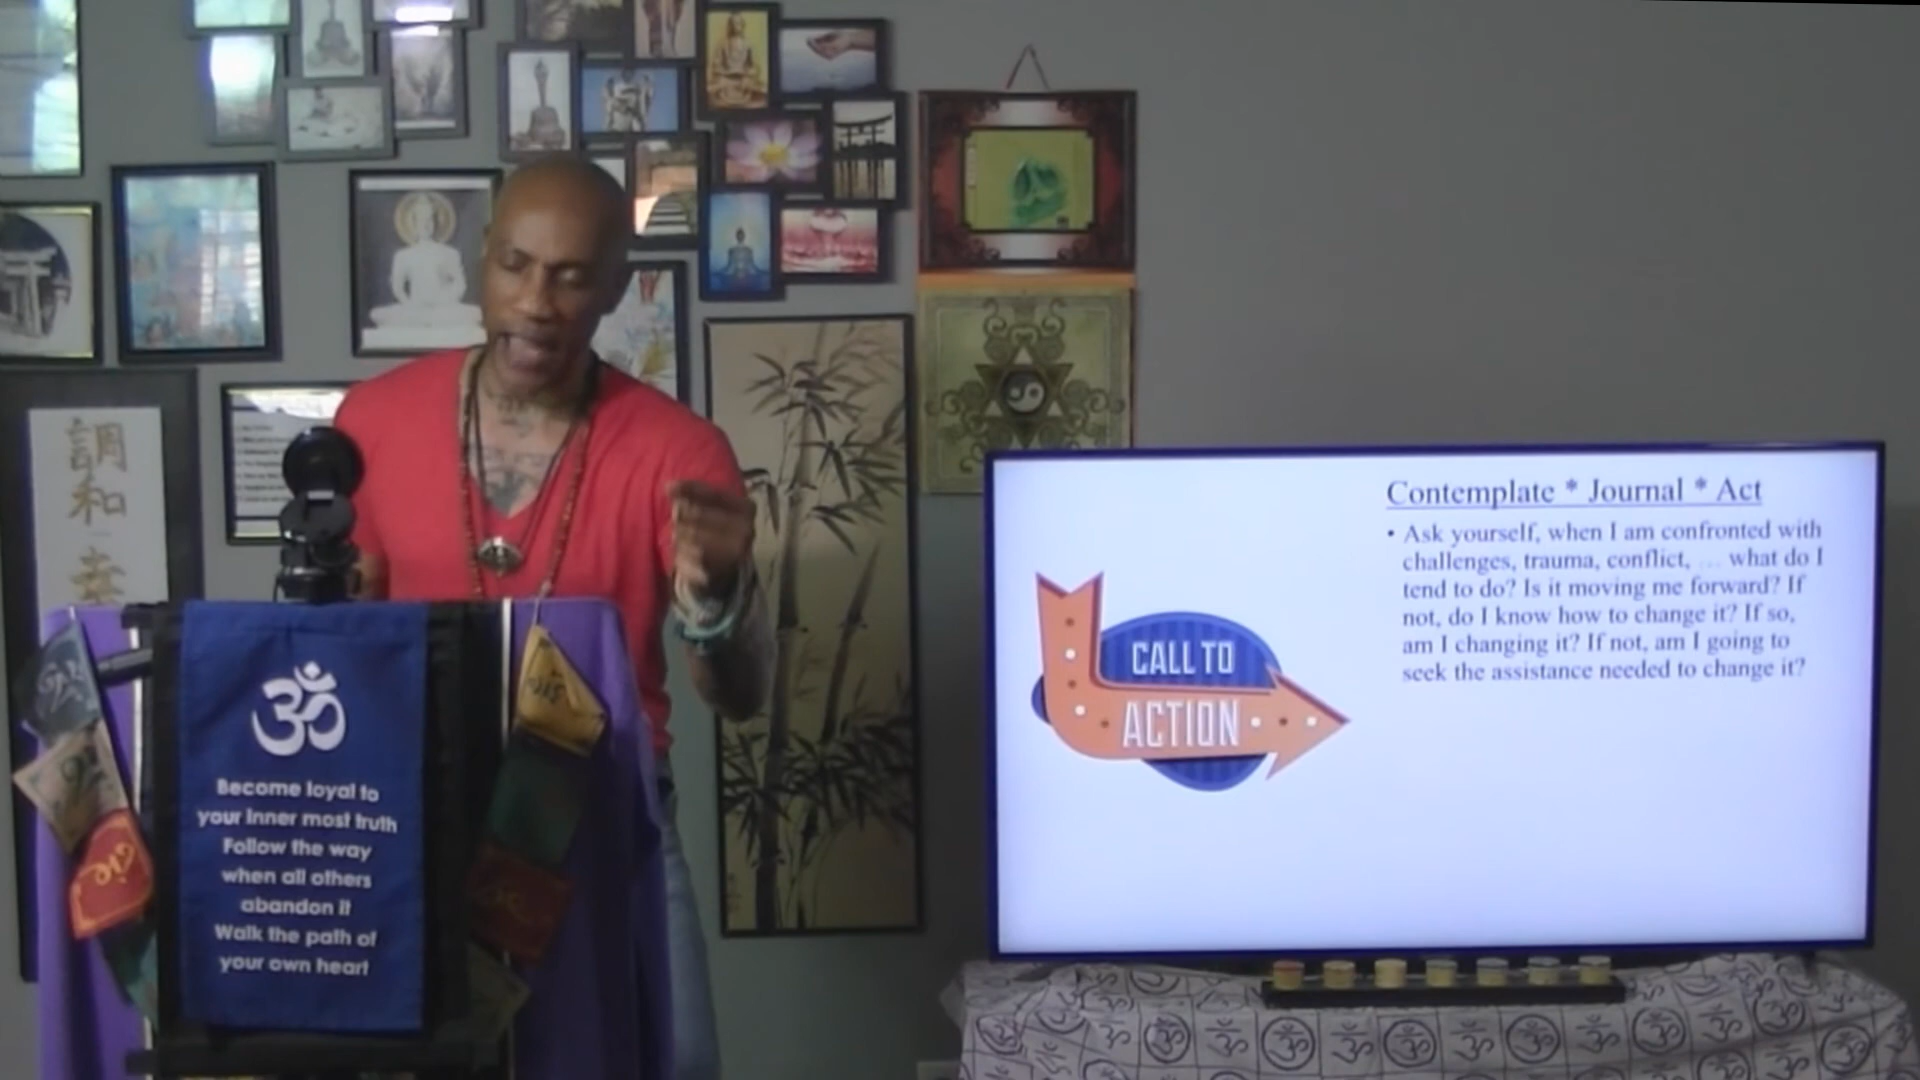 調
和
幸
ॐ
Become loyal to
your inner most truth
Follow the way
when all others
abandon it
Walk the path of
your own heart
CALL TO
ACTION
Contemplate * Journal * Act
• Ask yourself, when I am confronted with
challenges, trauma, conflict, ... what do I
tend to do? Is it moving me forward? If
not, do I know how to change it? If so,
am I changing it? If not, am I going to
seek the assistance needed to change it?